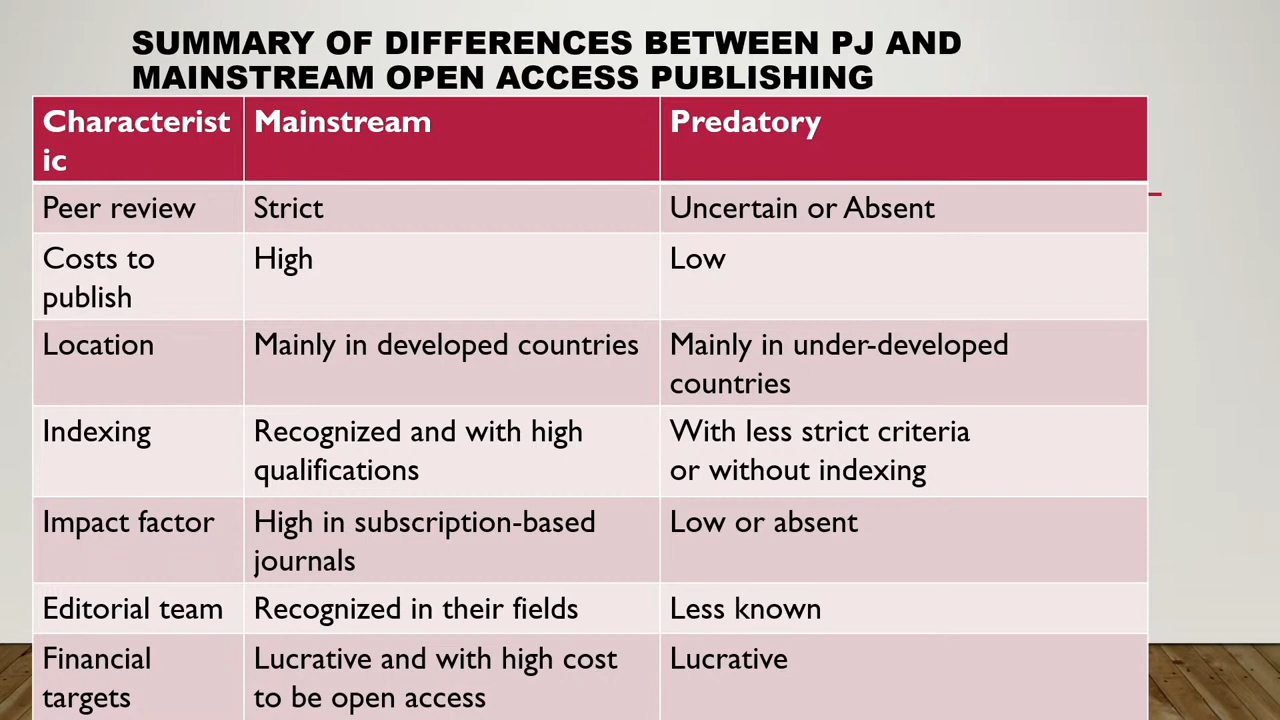 SUMMARY OF DIFFERENCES BETWEEN PJ AND
MAINSTREAM OPEN ACCESS PUBLISHING
Characterist
ic
Mainstream
Predatory
Peer review
Strict
Uncertain or Absent
Costs to
publish
High
Low
Location
Mainly in developed countries
Mainly in under-developed
countries
Indexing
Recognized and with high
qualifications
With less strict criteria
or without indexing
Impact factor
High in subscription-based
journals
Low or absent
Editorial team
Recognized in their fields
Less known
Financial
targets
Lucrative and with high cost
to be open access
Lucrative